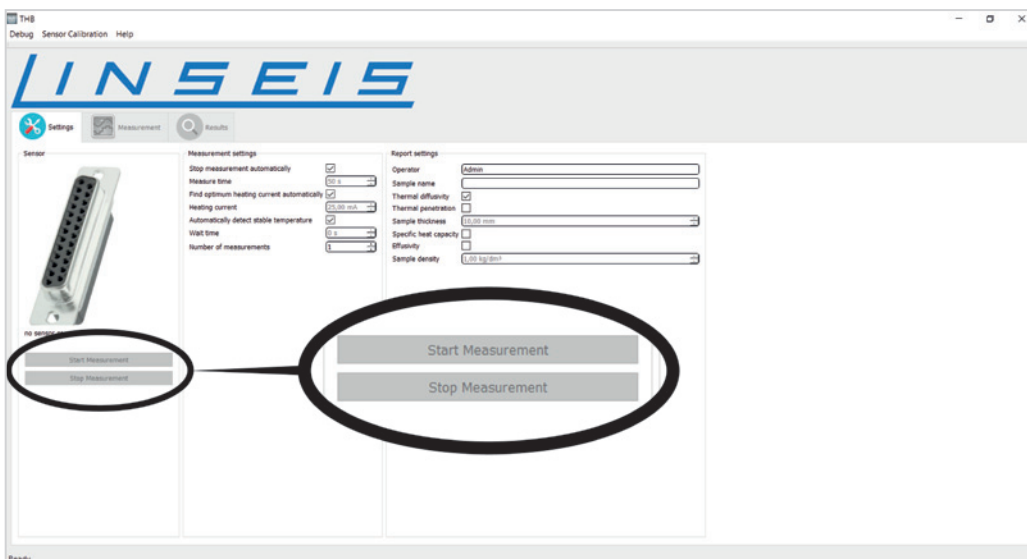 THB
Debug Sensor Calibration Help
LINSEIS
Settings Measurement Results
Sensor
no sensor
Start Measurement
Stop Measurement
Measurement settings
Stop measurement automatically
Measure time 50 s
Find optimum heating current automatically
Heating current 25,00 mA
Automatically detect stable temperature
Wait time 0 s
Number of measurements 1
Report settings
Operator Admin
Sample name
Thermal diffusivity
Thermal penetration
Sample thickness 10,00 mm
Specific heat capacity
Effusivity
Sample density 1,00 kg/dm³
Start Measurement
Stop Measurement
Ready